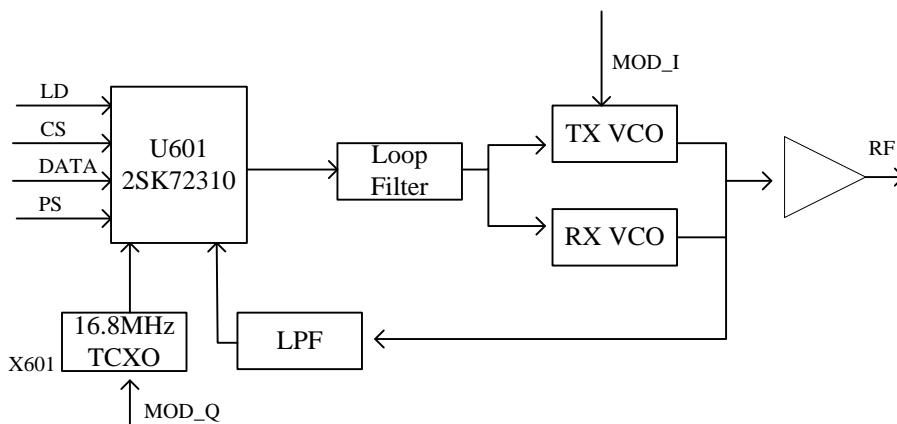 MOD_I
LD
CS
DATA
PS
U601
2SK72310
Loop
Filter
TX VCO
RX VCO
RF
16.8MHz
TCXO
X601
LPF
MOD_Q